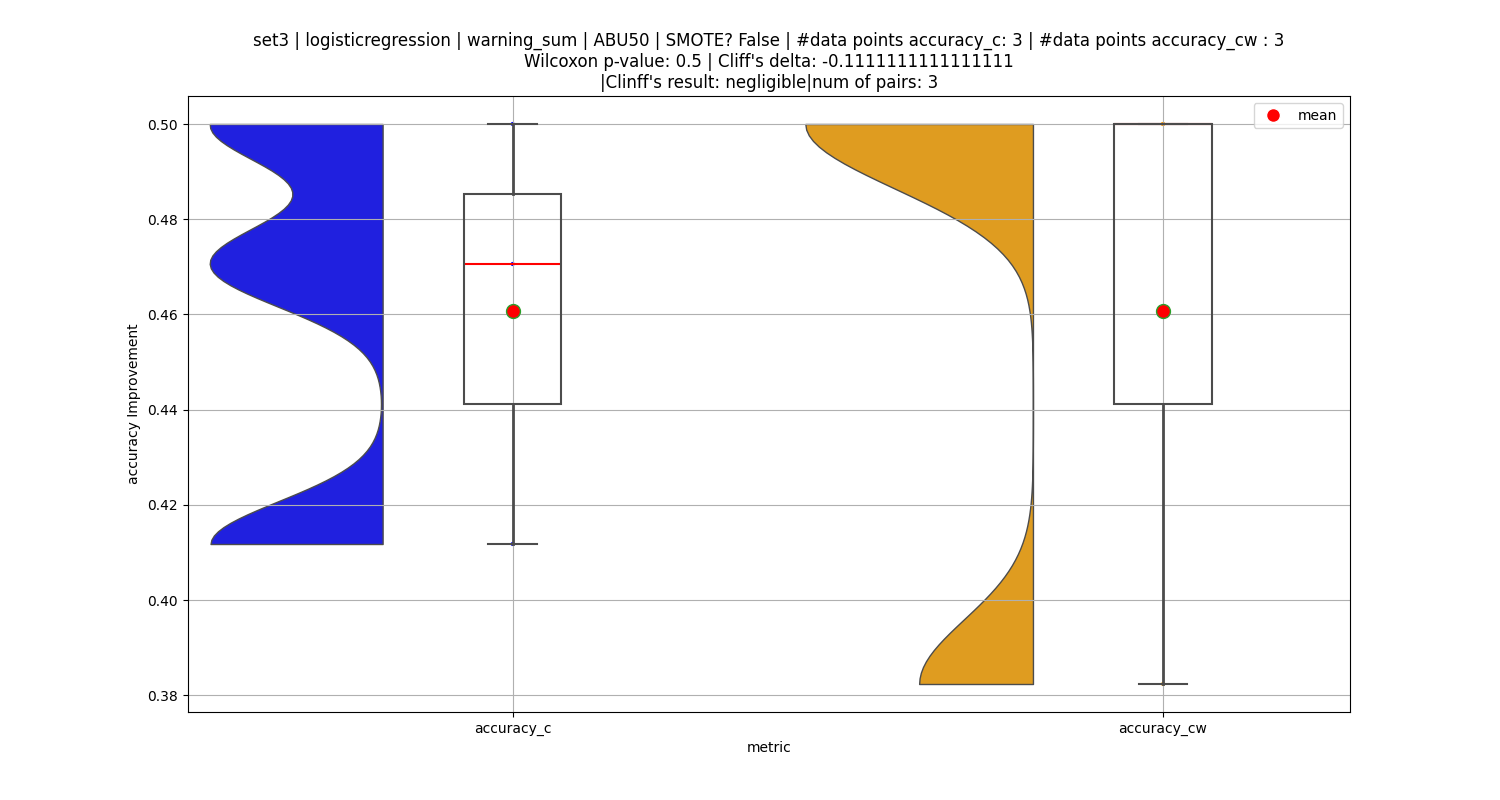 set3 | logisticregression | warning_sum | ABU50 | SMOTE? False | #data points accuracy_c: 3 | #data points accuracy_cw : 3
Wilcoxon p-value: 0.5 | Cliff's delta: -0.1111111111111111
|Clinff's result: negligible|num of pairs: 3
mean
0.50
0.48
0.46
0.44
0.42
0.40
0.38
accuracy Improvement
accuracy_c
accuracy_cw
metric